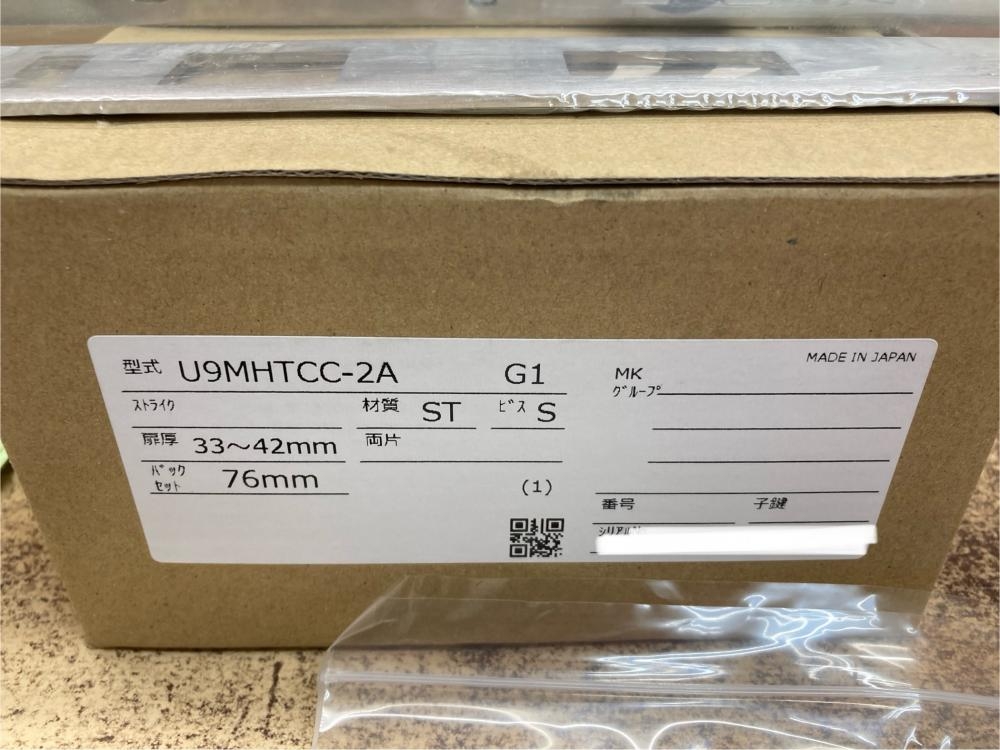 型式 U9MHTCC-2A G1
ストライク 材質 ST ビス S
扉厚 33～42mm 両片
バックセット 76mm
(1)
MADE IN JAPAN
MK
グループ
番号 子鍵